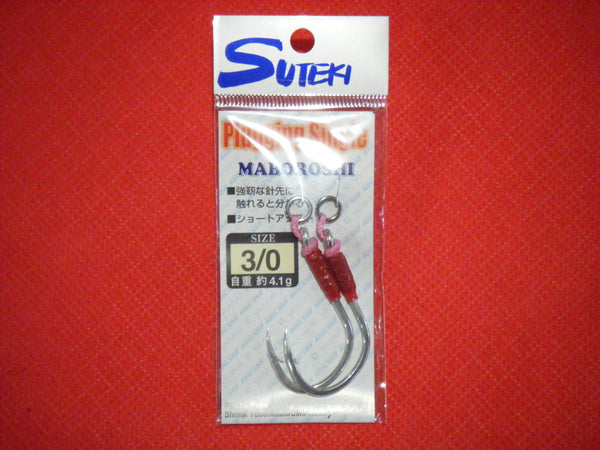 SUTEKI
Plugging Single
MABOROSHI
■強靭な針先に
触れると分かる
■ショートア
SIZE
3/0
自重 約4.1g